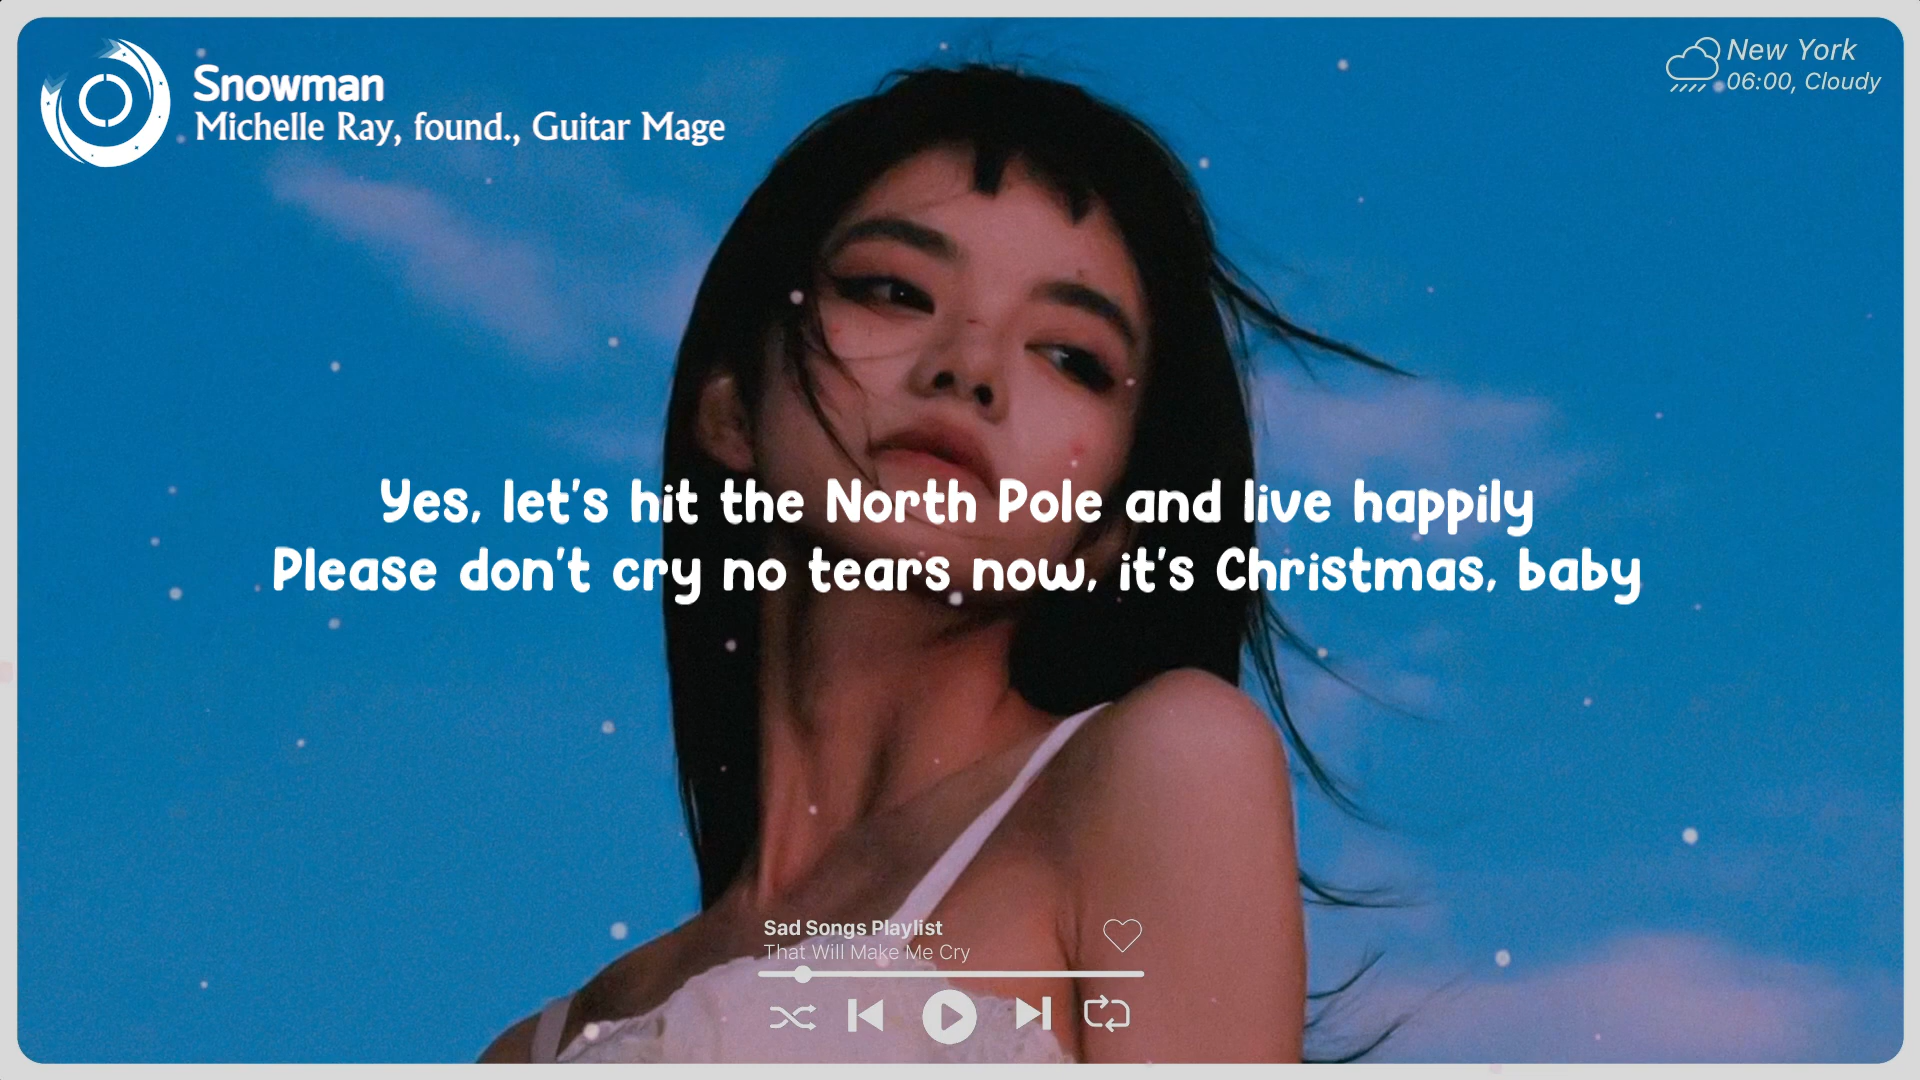 Snowman
Michelle Ray, found., Guitar Mage
New York
06:00, Cloudy
Yes, let's hit the North Pole and live happily
Please don't cry no tears now, it's Christmas, baby
Sad Songs Playlist
That Will Make Me Cry